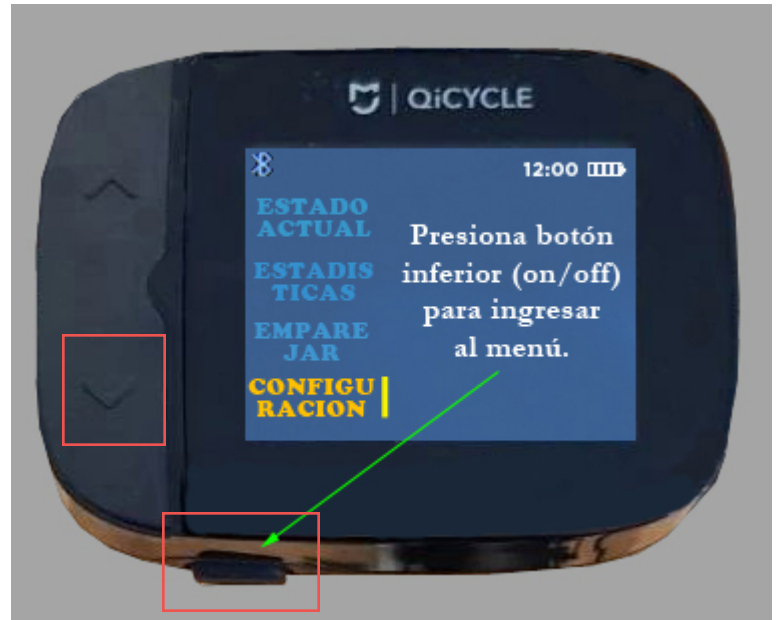 QiCYCLE
12:00
ESTADO
ACTUAL
ESTADIS
TICAS
EMPARE
JAR
CONFIGU
RACION
Presiona botón
inferior (on/off)
para ingresar
al menú.